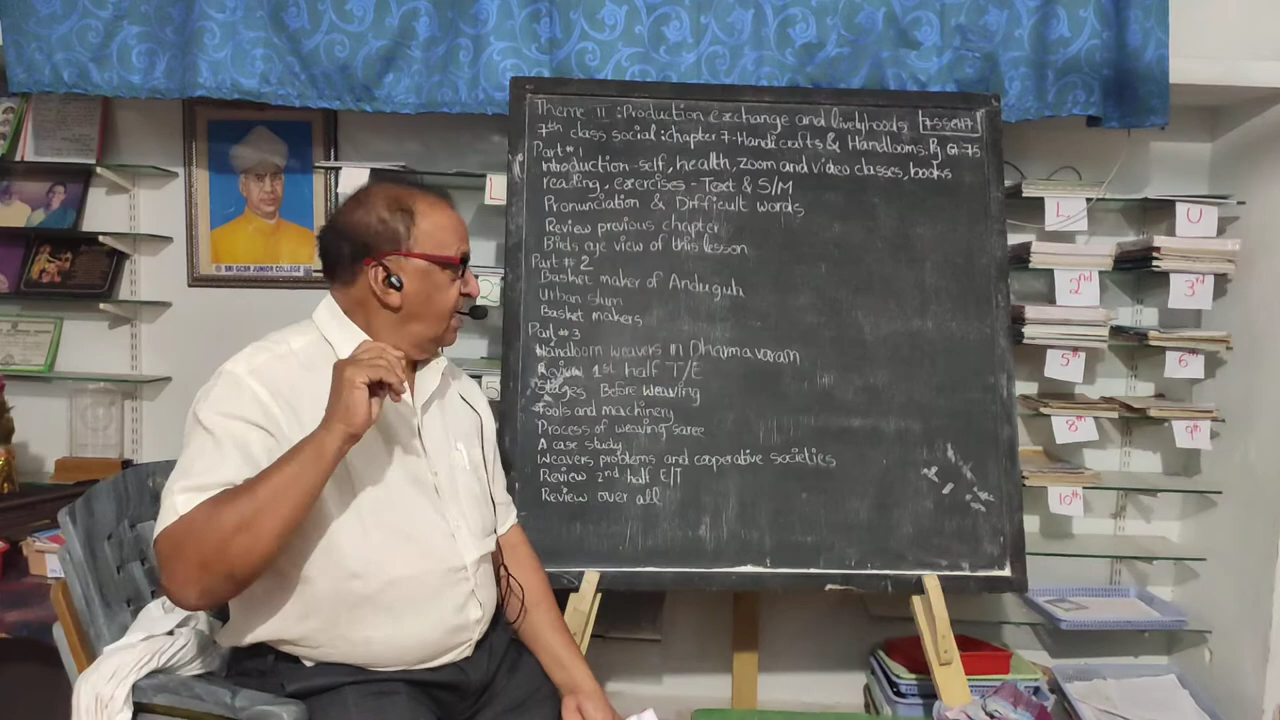 Theme II : Production exchange and livelyhoods 7SSCH7
7th class social : chapter 7 - Handicrafts & Handlooms. Pg 61-75
Part #1
Introduction - self, health, zoom and video classes, books
reading, exercises - Text & S/M
Pronunciation & Difficult words
Review previous chapter
Birds eye view of this lesson
Part #2
Basket maker of
Urban slum
Basket makers
Part #3
Handloom weavers in Dharmavaram
Review 1st half T/E
Stages Before weaving
Tools and machinery
Process of weaving saree
A case study
Weavers problems and cooperative societies
Review 2nd half E/T
Review over all
SRI GCSR JUNIOR COLLEGE
L
2
5
L U
2nd 3rd
5th 6th
8th 9th
10th